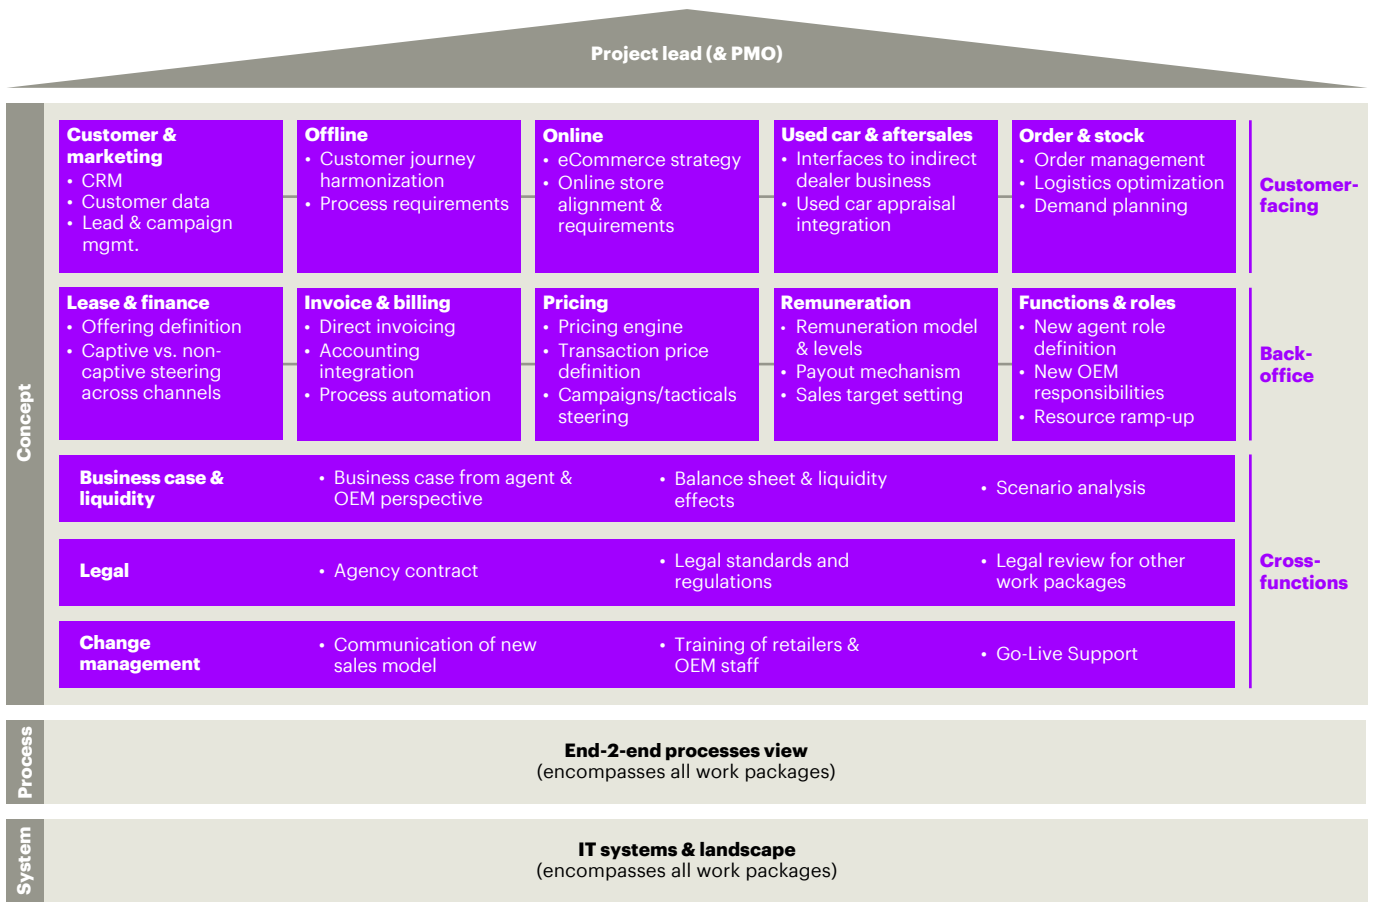 Project lead (& PMO)
Concept
Customer &
marketing
• CRM
• Customer data
• Lead & campaign
mgmt.
Offline
• Customer journey
harmonization
• Process requirements
Online
• eCommerce strategy
• Online store
alignment &
requirements
Used car & aftersales
• Interfaces to indirect
dealer business
• Used car appraisal
integration
Order & stock
• Order management
• Logistics optimization
• Demand planning
Customer-
facing
Lease & finance
• Offering definition
• Captive vs. non-
captive steering
across channels
Invoice & billing
• Direct invoicing
• Accounting
integration
• Process automation
Pricing
• Pricing engine
• Transaction price
definition
• Campaigns/tacticals
steering
Remuneration
• Remuneration model
& levels
• Payout mechanism
• Sales target setting
Functions & roles
• New agent role
definition
• New OEM
responsibilities
• Resource ramp-up
Back-
office
Business case &
liquidity
• Business case from agent &
OEM perspective
• Balance sheet & liquidity
effects
• Scenario analysis
Legal
• Agency contract
• Legal standards and
regulations
• Legal review for other
work packages
Cross-
functions
Change
management
• Communication of new
sales model
• Training of retailers &
OEM staff
• Go-Live Support
Process
End-2-end processes view
(encompasses all work packages)
System
IT systems & landscape
(encompasses all work packages)